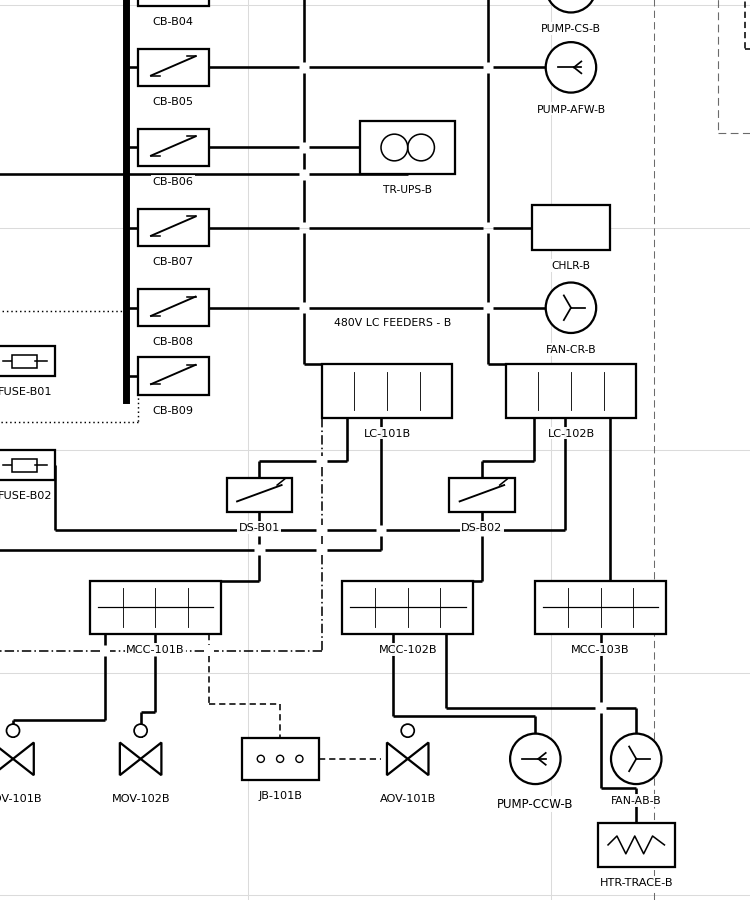 CB-B04
PUMP-CS-B
CB-B05
PUMP-AFW-B
CB-B06
TR-UPS-B
CB-B07
CHLR-B
480V LC FEEDERS - B
CB-B08
FAN-CR-B
FUSE-B01
CB-B09
LC-101B
LC-102B
FUSE-B02
DS-B01
DS-B02
MCC-101B
MCC-102B
MCC-103B
OV-101B
MOV-102B
JB-101B
AOV-101B
PUMP-CCW-B
FAN-AB-B
HTR-TRACE-B